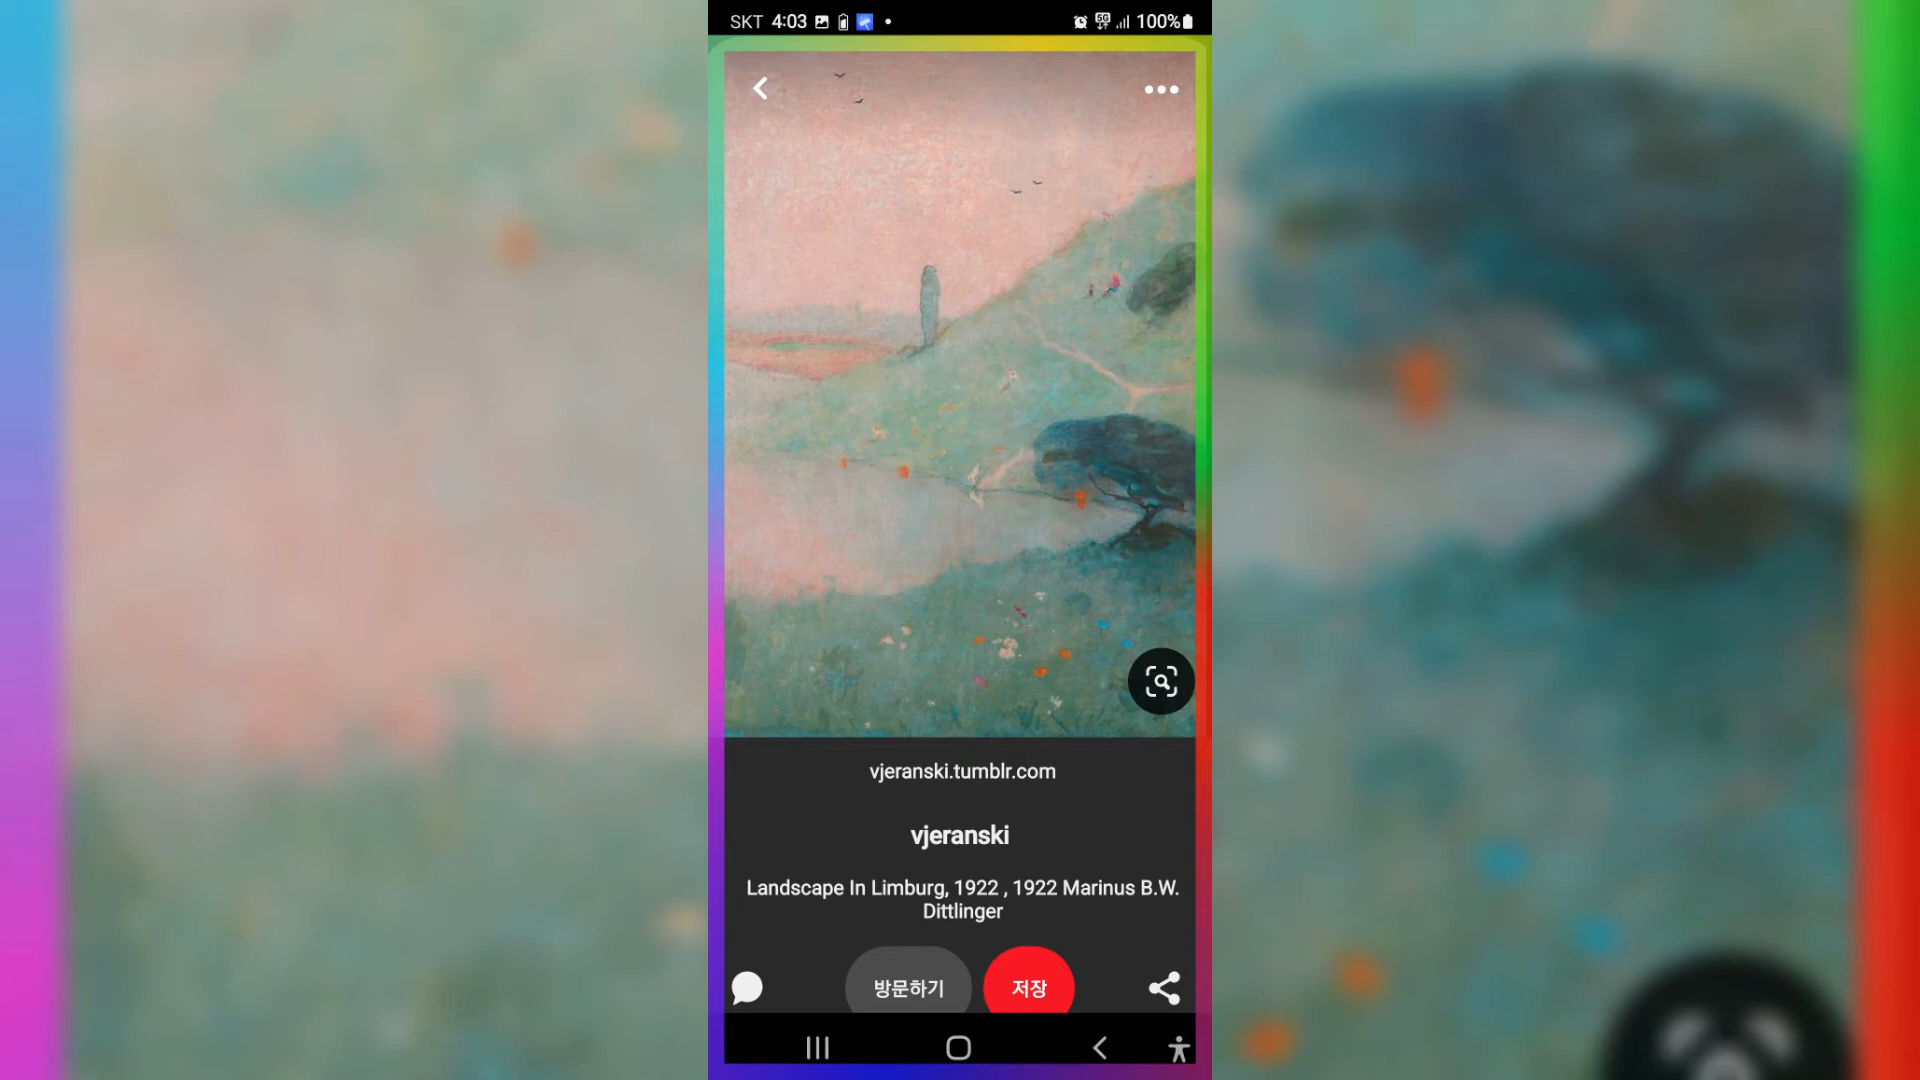 SKT 4:03 5G 100%
vjeranski.tumblr.com
vjeranski
Landscape In Limburg, 1922 , 1922 Marinus B.W.
Dittlinger
방문하기 저장